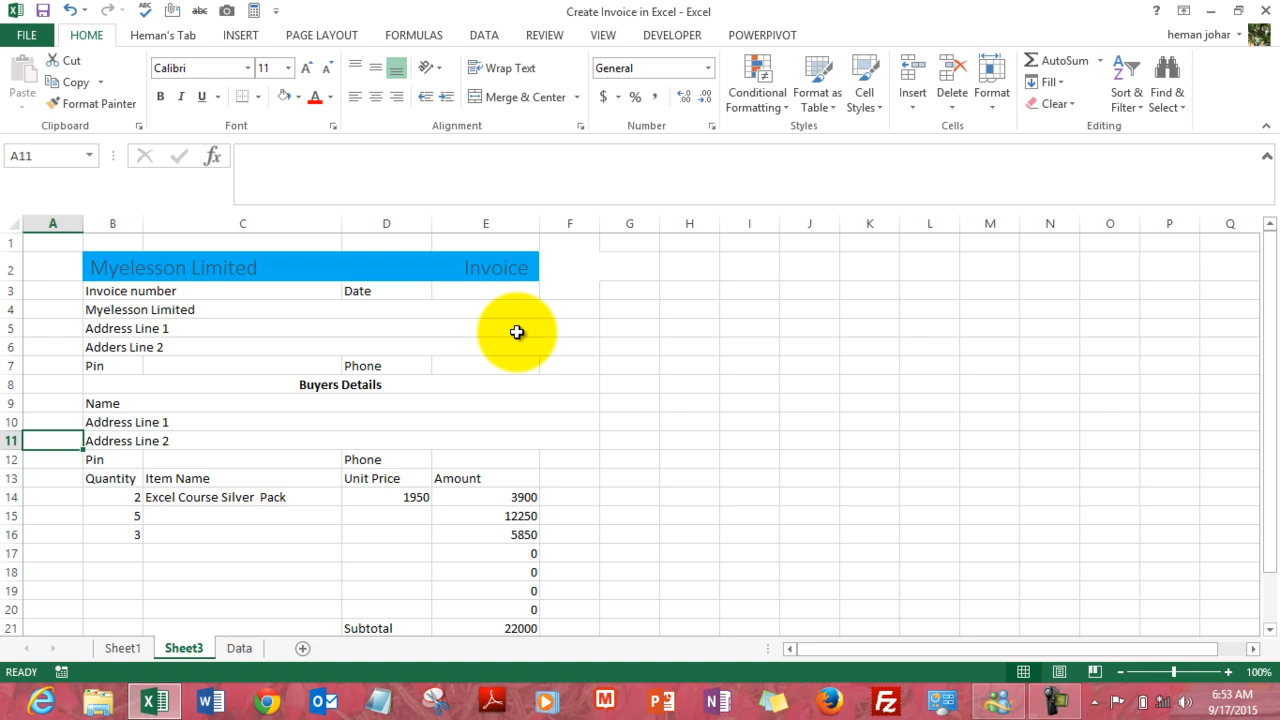 Create Invoice in Excel - Excel
FILE HOME Heman's Tab INSERT PAGE LAYOUT FORMULAS DATA REVIEW VIEW DEVELOPER POWERPIVOT heman johar
Paste Cut Copy Format Painter
Calibri 11 Wrap Text Merge & Center General
Conditional Formatting Format as Table Cell Styles
Insert Delete Format
AutoSum Fill Clear Sort & Filter Find & Select
Clipboard Font Alignment Number Styles Cells Editing
A11 fx
A B C D E F G H I J K L M N O P Q
1
2 Myelesson Limited Invoice
3 Invoice number Date
4 Myelesson Limited
5 Address Line 1
6 Adders Line 2
7 Pin Phone
8 Buyers Details
9 Name
10 Address Line 1
11 Address Line 2
12 Pin Phone
13 Quantity Item Name Unit Price Amount
14 2 Excel Course Silver Pack 1950 3900
15 5 12250
16 3 5850
17 0
18 0
19 0
20 0
21 Subtotal 22000
Sheet1 Sheet3 Data
READY 100%
6:53 AM
9/17/2015